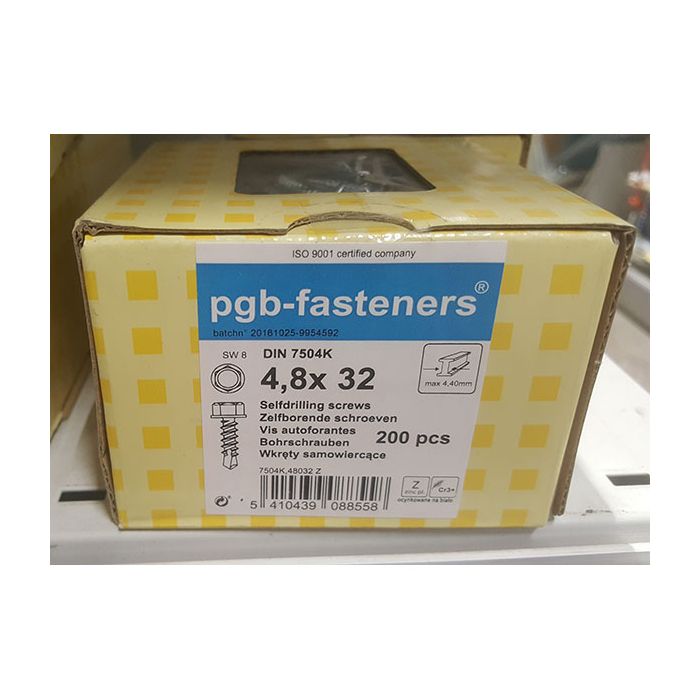 ISO 9001 certified company
pgb-fasteners®
batchn° 20161025-9954592
SW 8 DIN 7504K
4,8x 32
max 4,40mm
Selfdrilling screws
Zelfborende schroeven
Vis autoforantes
Bohrschrauben
Wkręty samowiercące
200 pcs
7504K,48032 Z
5 410439 088558
Z
zinc pl.
Cr3+
ocynkowane na biało